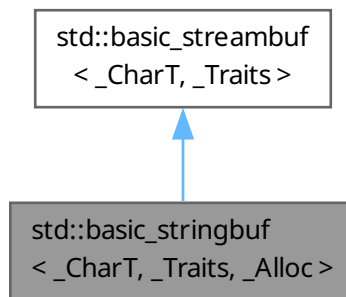 std::basic_streambuf
< _CharT, _Traits >
std::basic_stringbuf
< _CharT, _Traits, _Alloc >